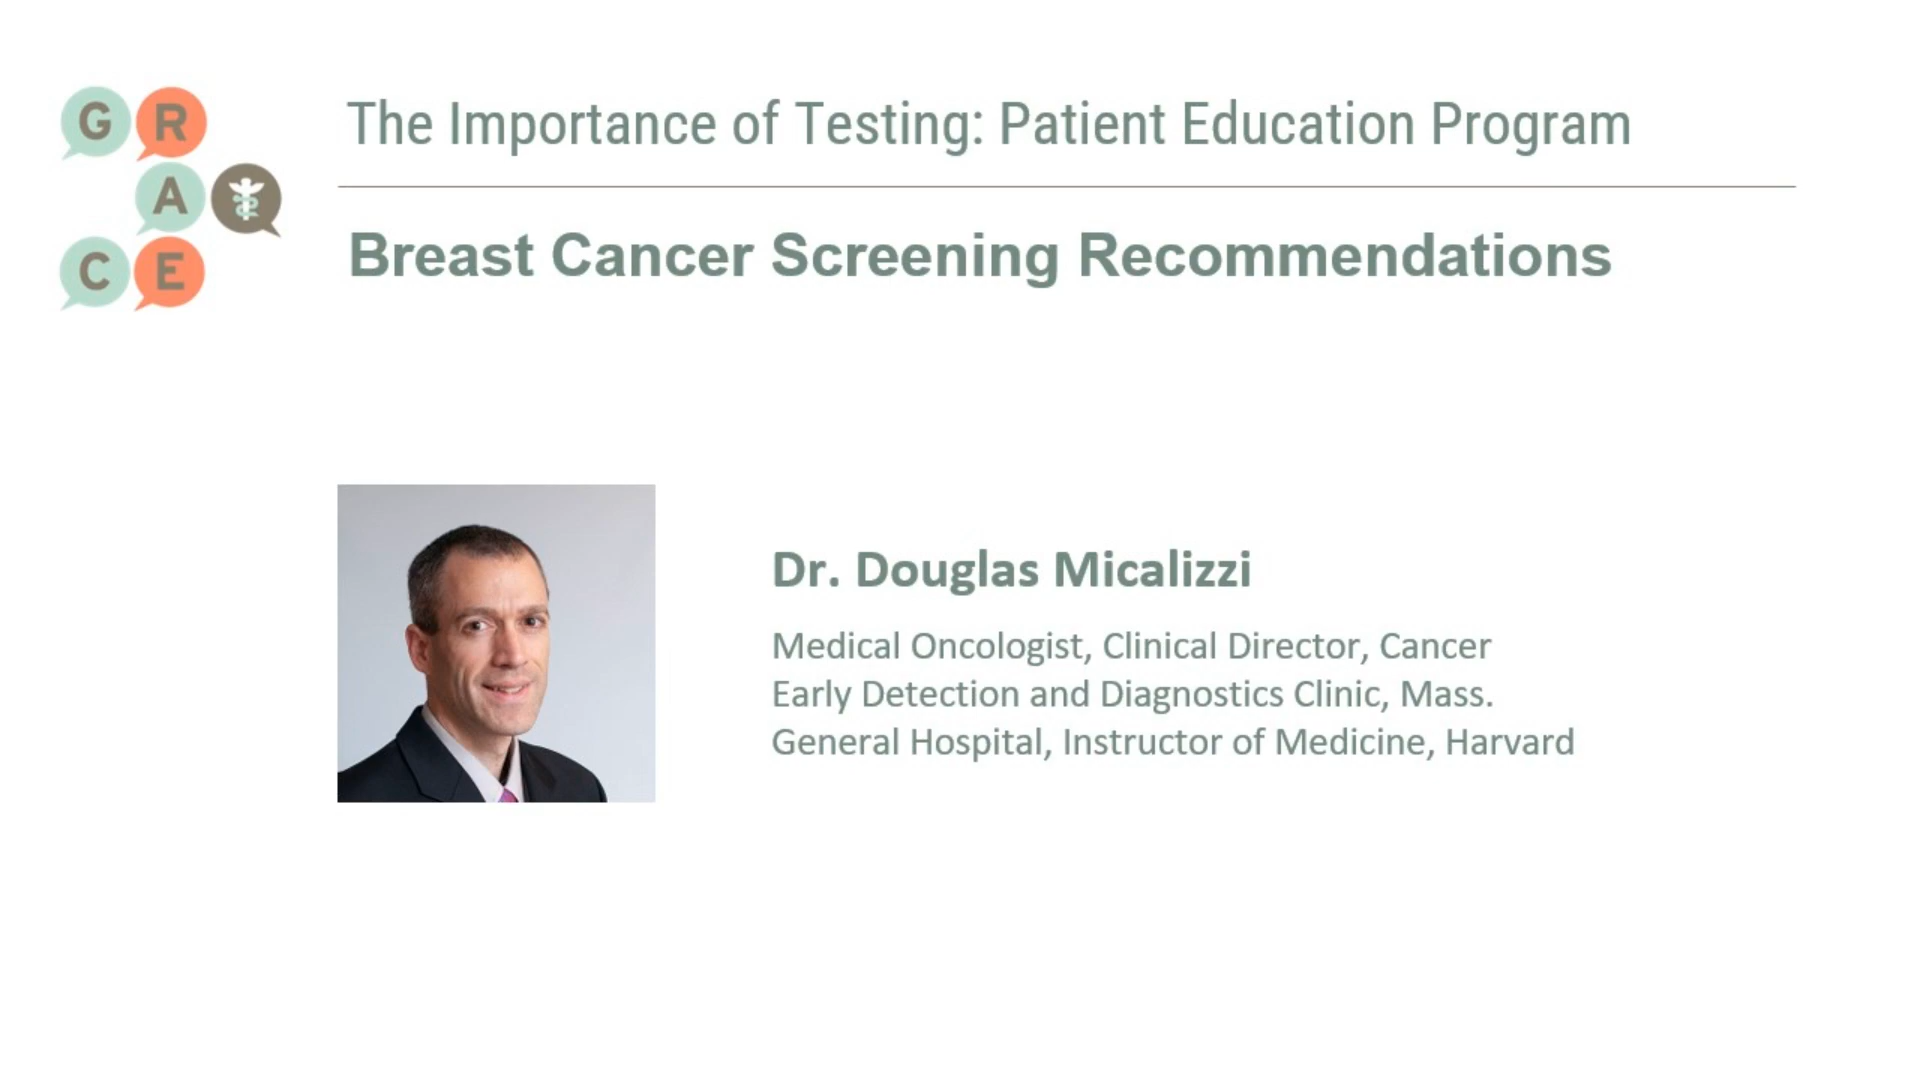 G R
A
C E
The Importance of Testing: Patient Education Program
Breast Cancer Screening Recommendations
Dr. Douglas Micalizzi
Medical Oncologist, Clinical Director, Cancer
Early Detection and Diagnostics Clinic, Mass.
General Hospital, Instructor of Medicine, Harvard